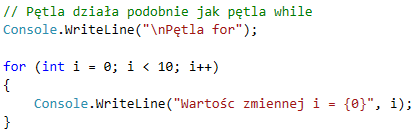 // Pętla działa podobnie jak pętla while
Console.WriteLine("\nPętla for");
for (int i = 0; i < 10; i++)
{
    Console.WriteLine("Wartośc zmiennej i = {0}", i);
}